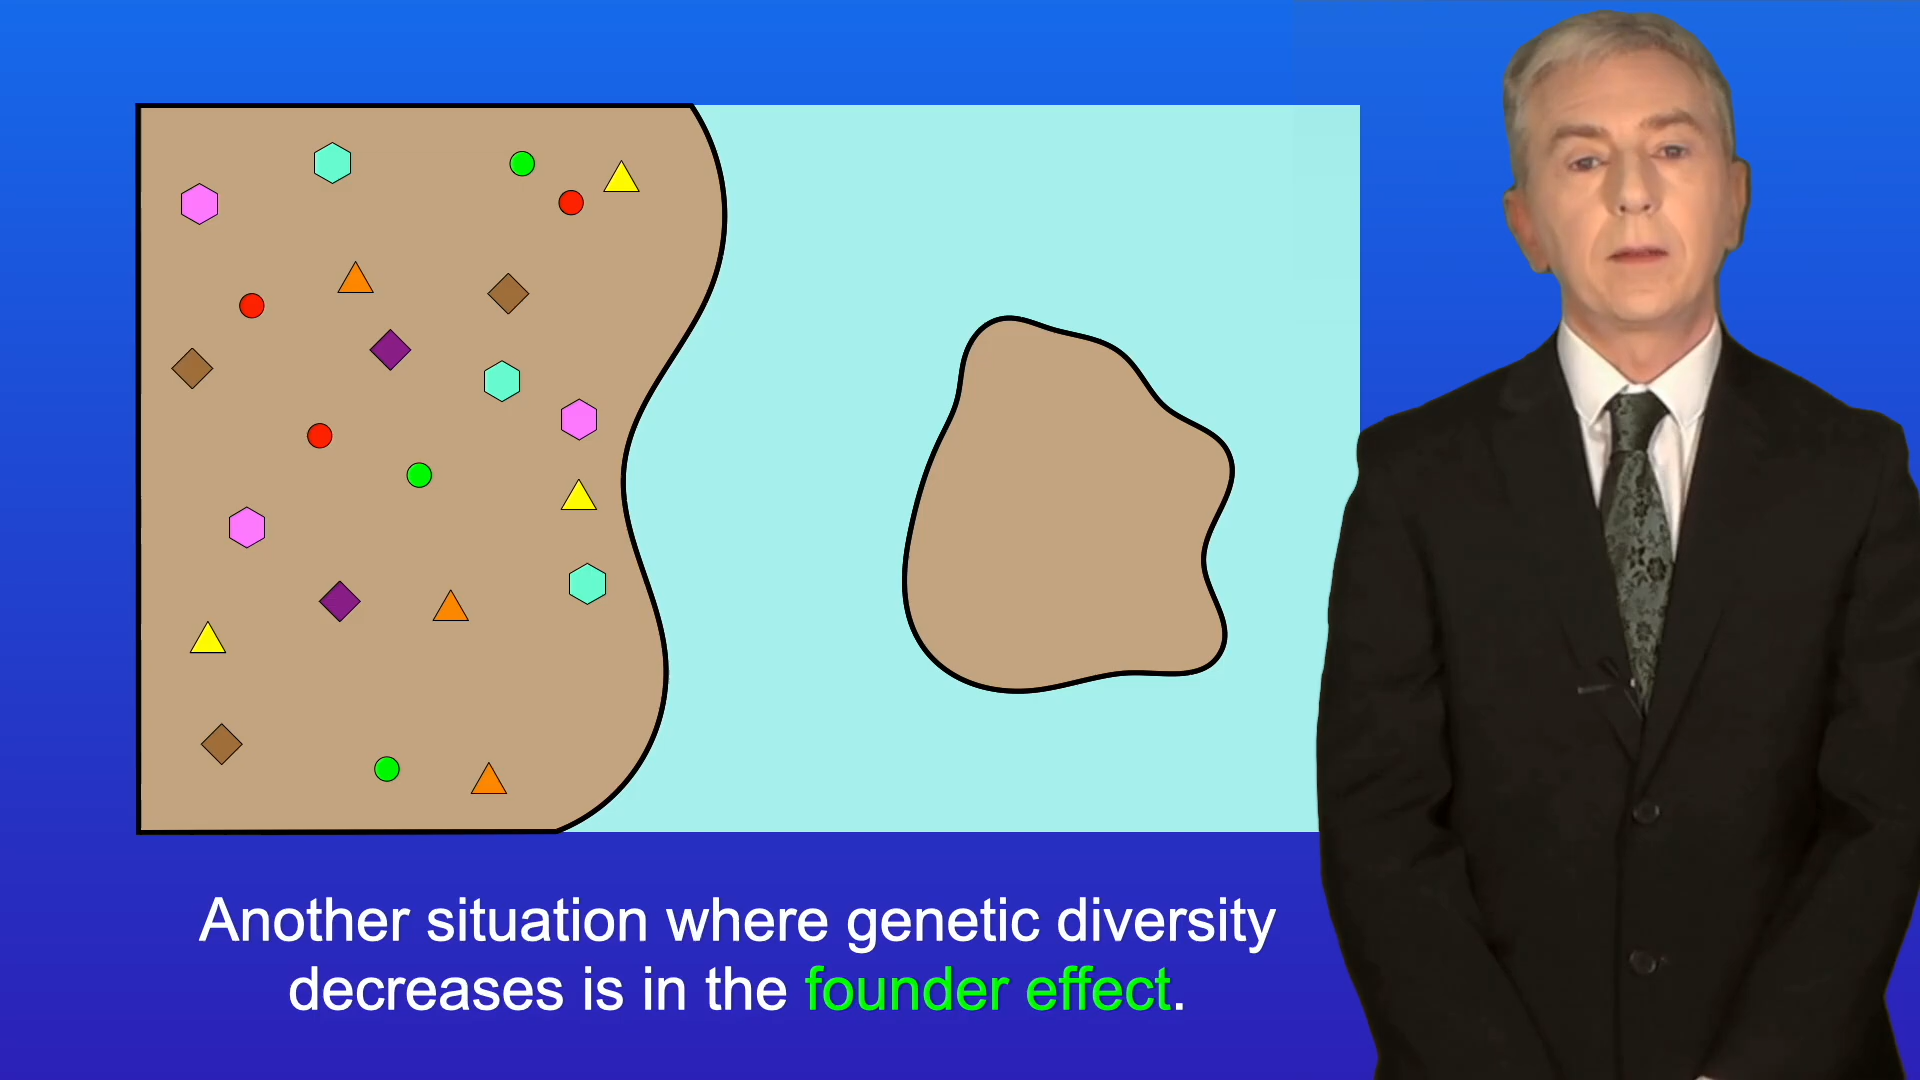 Another situation where genetic diversity
decreases is in the founder effect.